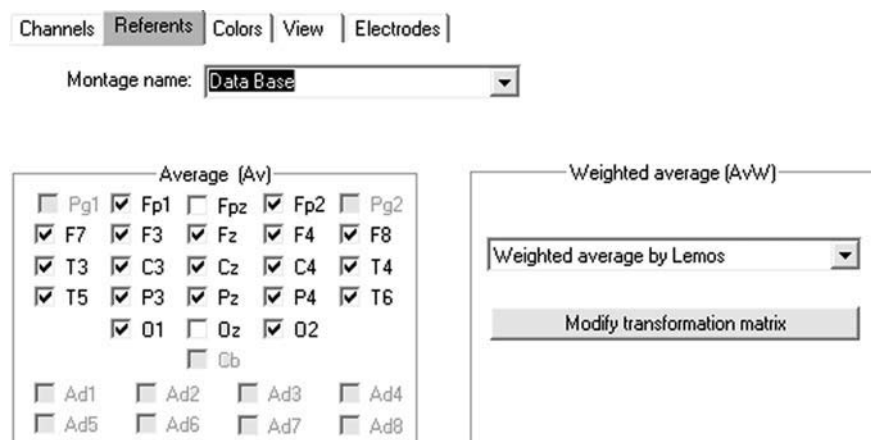 Channels Referents Colors View Electrodes
Montage name: Data Base
Average (Av)
Pg1 Fp1 Fpz Fp2 Pg2
F7 F3 Fz F4 F8
T3 C3 Cz C4 T4
T5 P3 Pz P4 T6
O1 Oz O2
Cb
Ad1 Ad2 Ad3 Ad4
Ad5 Ad6 Ad7 Ad8
Weighted average (AvW)
Weighted average by Lemos
Modify transformation matrix